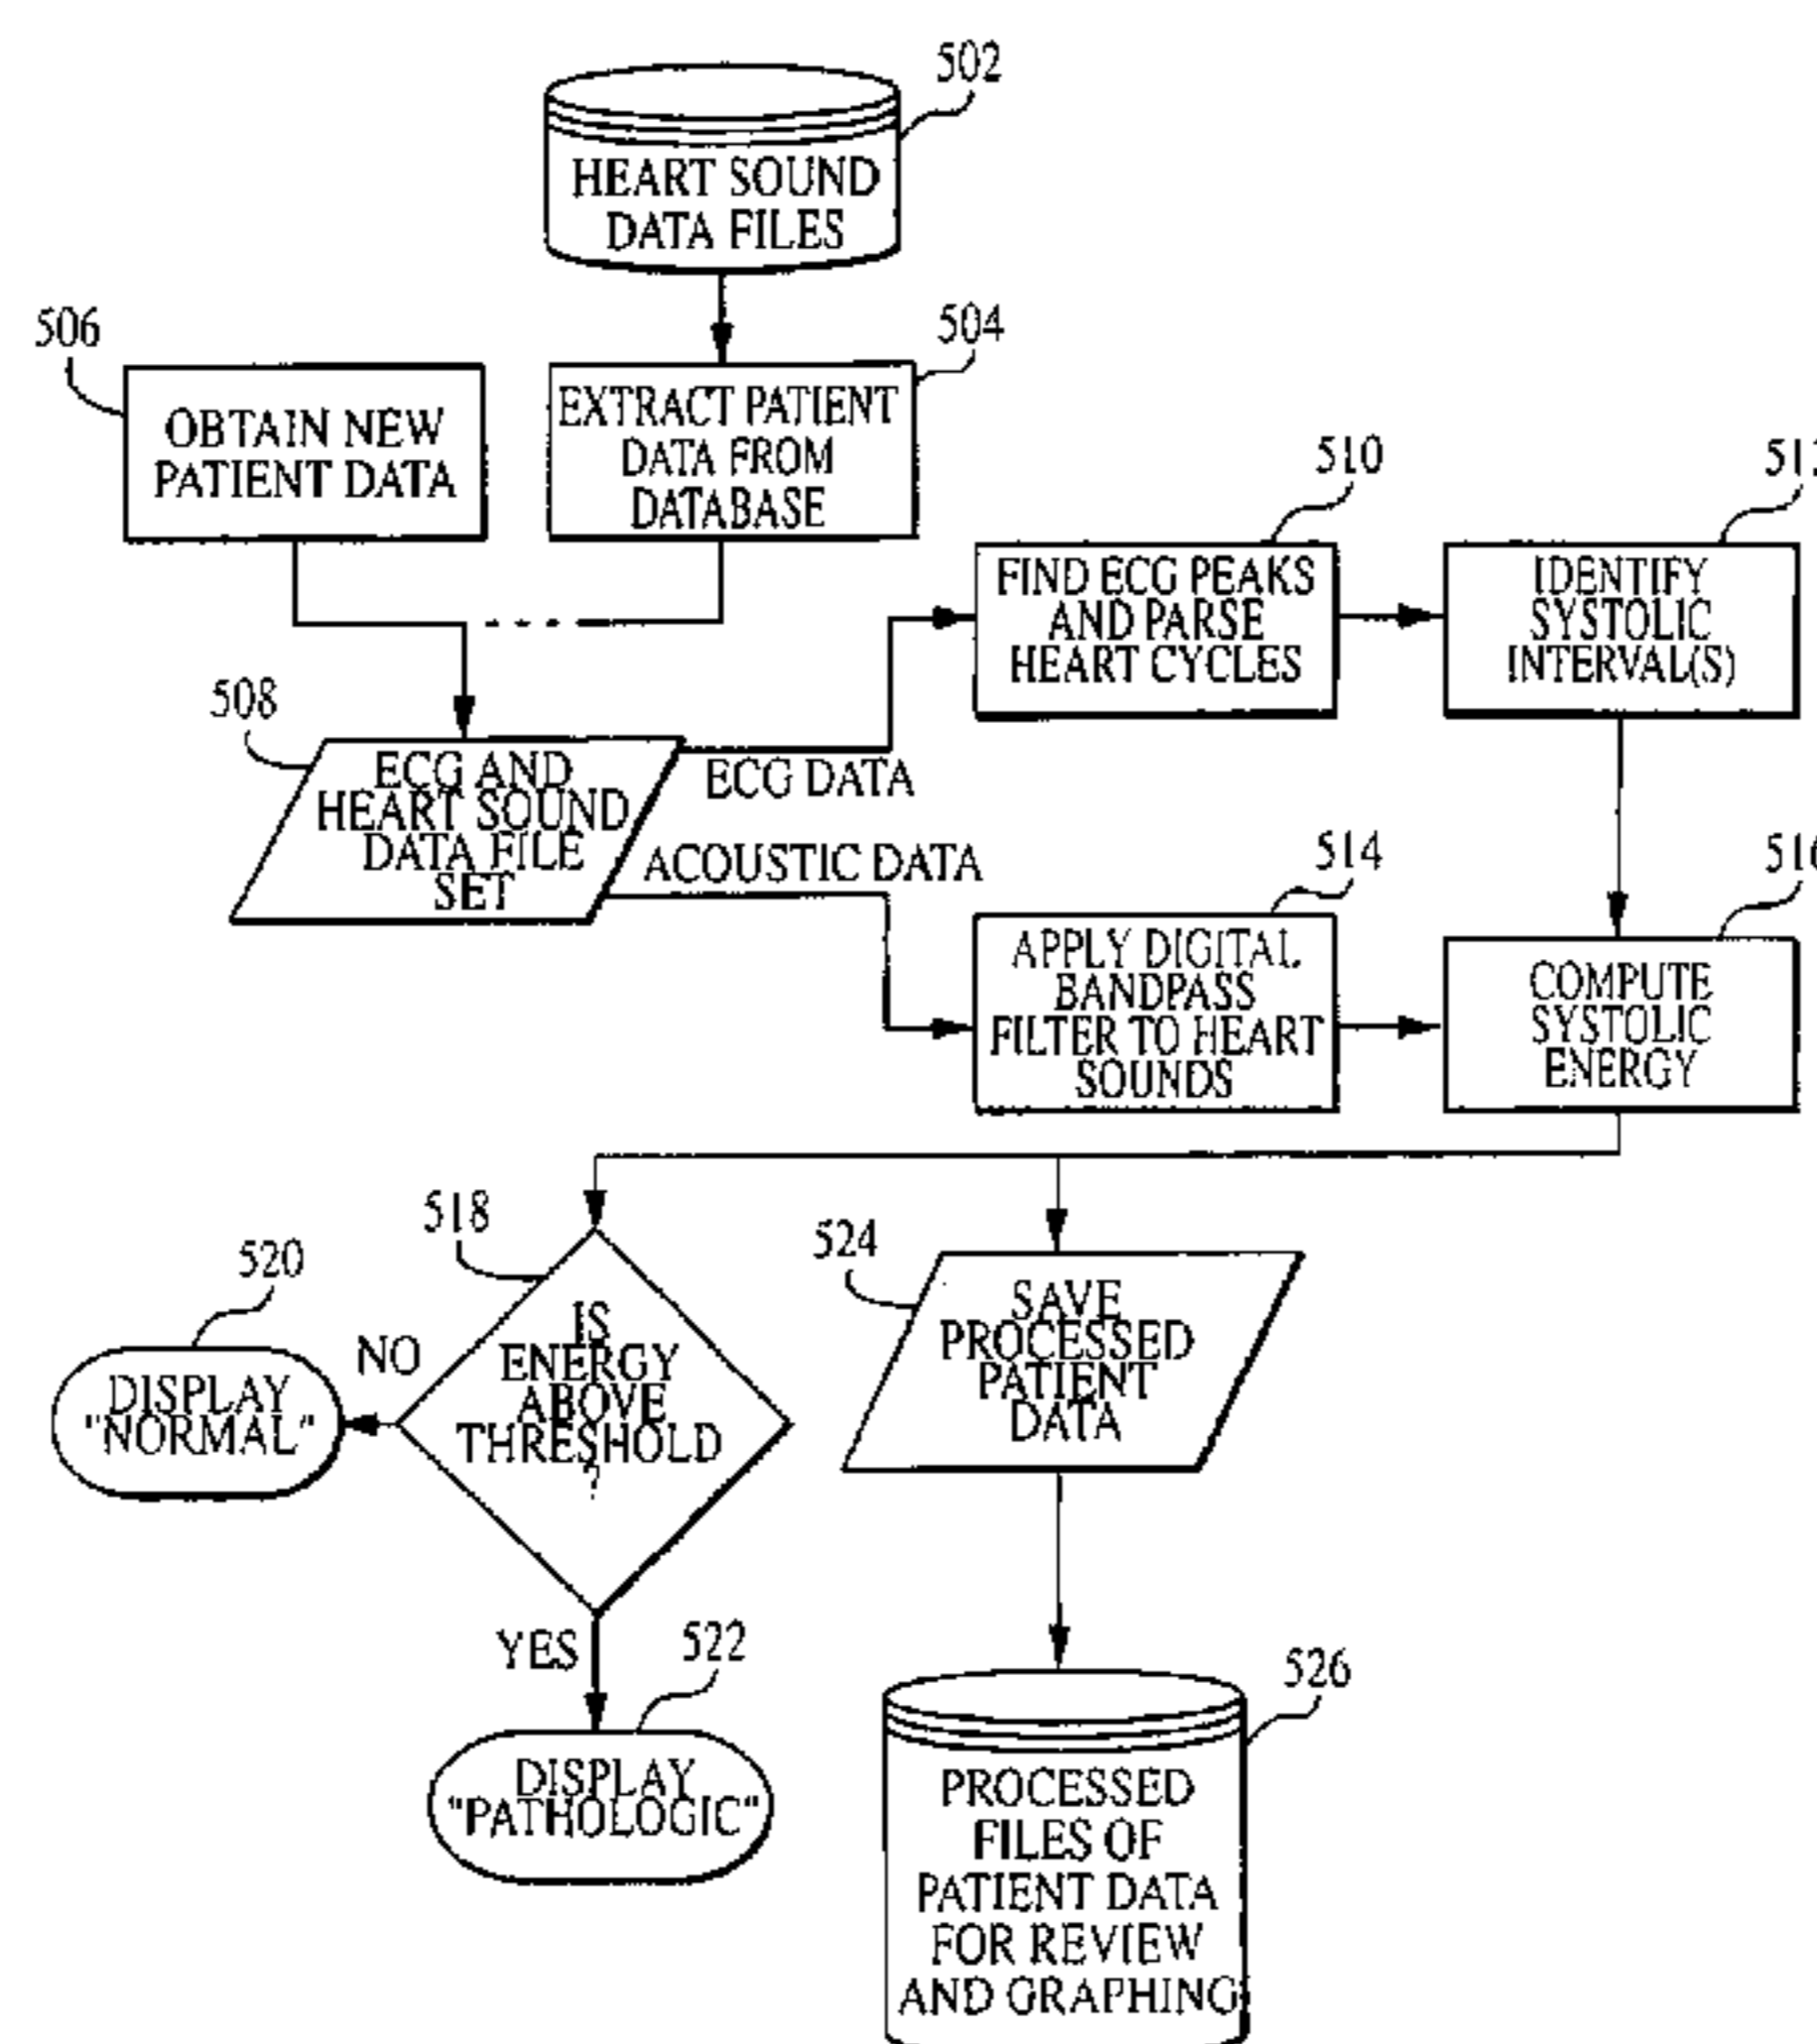 502
HEART SOUND
DATA FILES
506
504
OBTAIN NEW
PATIENT DATA
EXTRACT PATIENT
DATA FROM
DATABASE
510
FIND ECG PEAKS
AND PARSE
HEART CYCLES
IDENTIFY
SYSTOLIC
INTERVAL(S)
508
ECG AND
HEART SOUND
DATA FILE
SET
ECG DATA
ACOUSTIC DATA
514
APPLY DIGITAL
BANDPASS
FILTER TO HEART
SOUNDS
COMPUTE
SYSTOLIC
ENERGY
518
IS
ENERGY
ABOVE
THRESHOLD
?
520
NO
DISPLAY
"NORMAL"
524
SAVE
PROCESSED
PATIENT
DATA
YES
522
DISPLAY
"PATHOLOGIC"
526
PROCESSED
FILES OF
PATIENT DATA
FOR REVIEW
AND GRAPHING